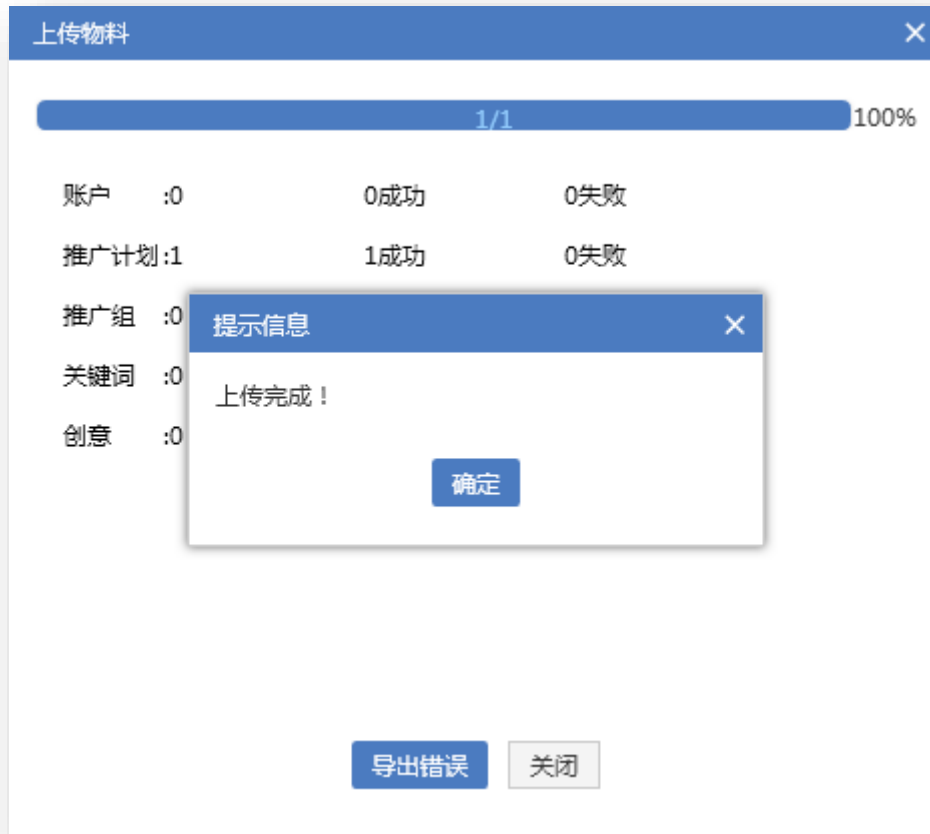 上传物料
1/1 100%
账户 :0 0成功 0失败
推广计划:1 1成功 0失败
推广组 :0
关键词 :0
创意 :0
提示信息
上传完成！
确定
导出错误 关闭